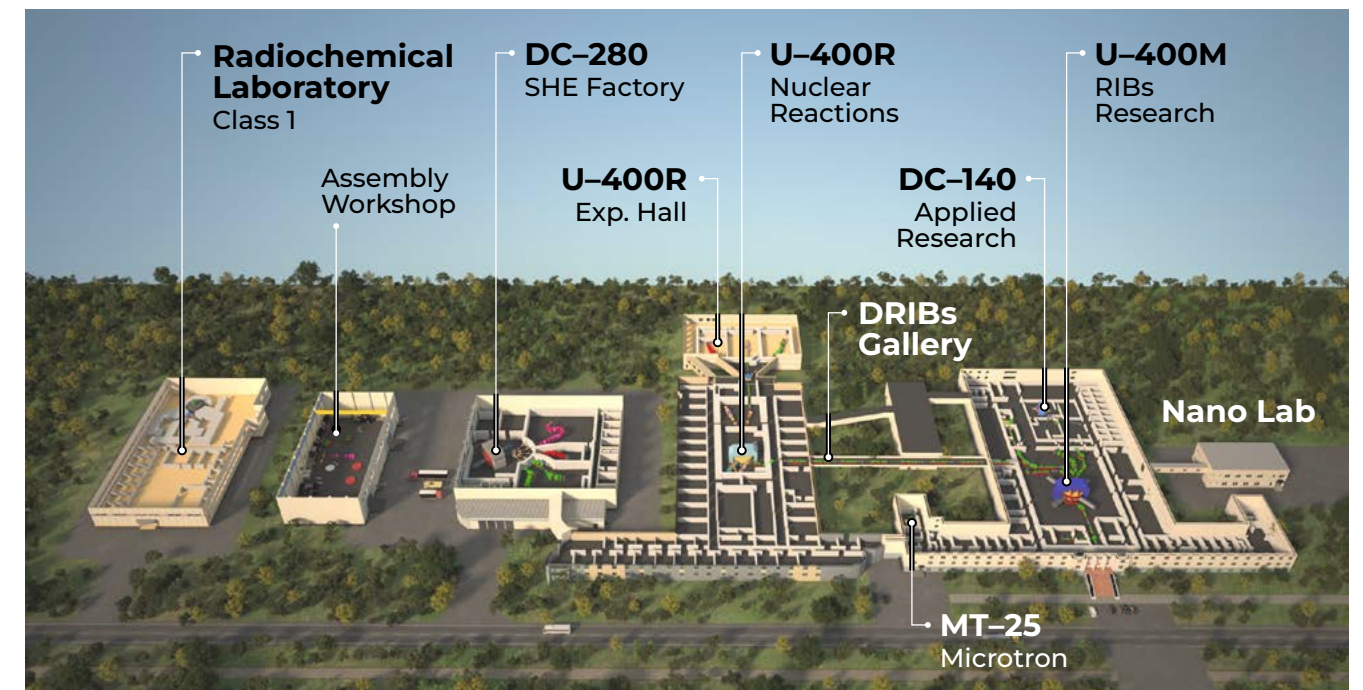 Radiochemical
Laboratory
Class 1
DC–280
SHE Factory
U–400R
Nuclear
Reactions
U–400M
RIBs
Research
Assembly
Workshop
U–400R
Exp. Hall
DC–140
Applied
Research
DRIBs
Gallery
Nano Lab
MT–25
Microtron